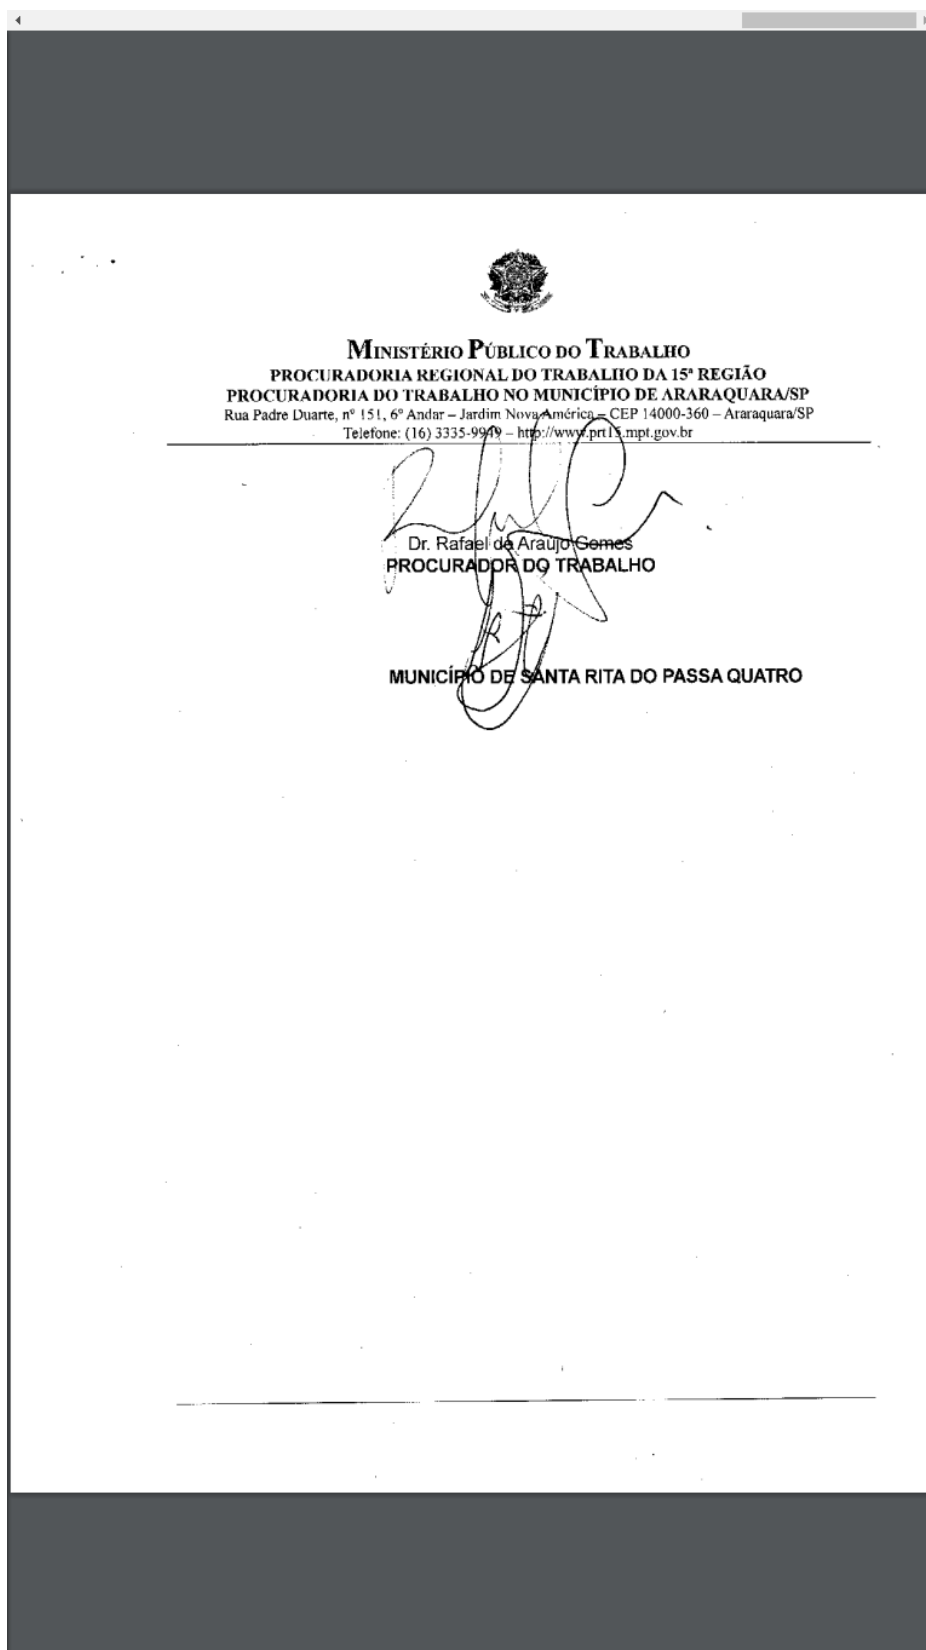 MINISTÉRIO PÚBLICO DO TRABALHO
PROCURADORIA REGIONAL DO TRABALHO DA 15ª REGIÃO
PROCURADORIA DO TRABALHO NO MUNICÍPIO DE ARARAQUARA/SP
Rua Padre Duarte, nº 151, 6º Andar – Jardim Nova América – CEP 14000-360 – Araraquara/SP
Telefone: (16) 3335-9949 – http://www.prt15.mpt.gov.br
Dr. Rafael de Araújo Gomes
PROCURADOR DO TRABALHO
MUNICÍPIO DE SANTA RITA DO PASSA QUATRO